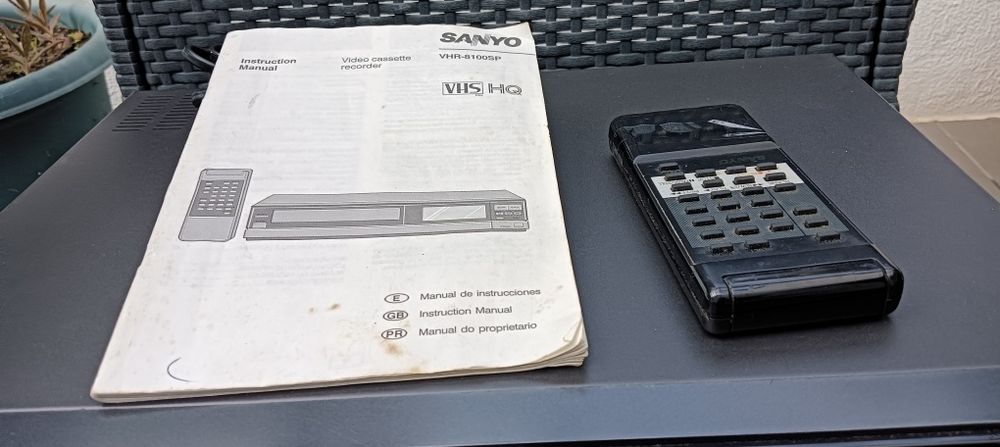 SANYO
Instruction
Manual
Video cassette
recorder
VHR-8100SP
VHS HQ
E Manual de instrucciones
GB Instruction Manual
PR Manual do proprietario
SANYO